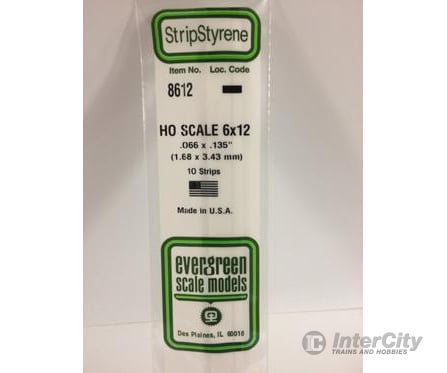 StripStyrene
Item No. Loc. Code
8612
HO SCALE 6x12
.066 x .135"
(1.68 x 3.43 mm)
10 Strips
Made in U.S.A.
evergreen
scale models
Des Plaines, IL 60018
InterCity
TRAINS AND HOBBIES